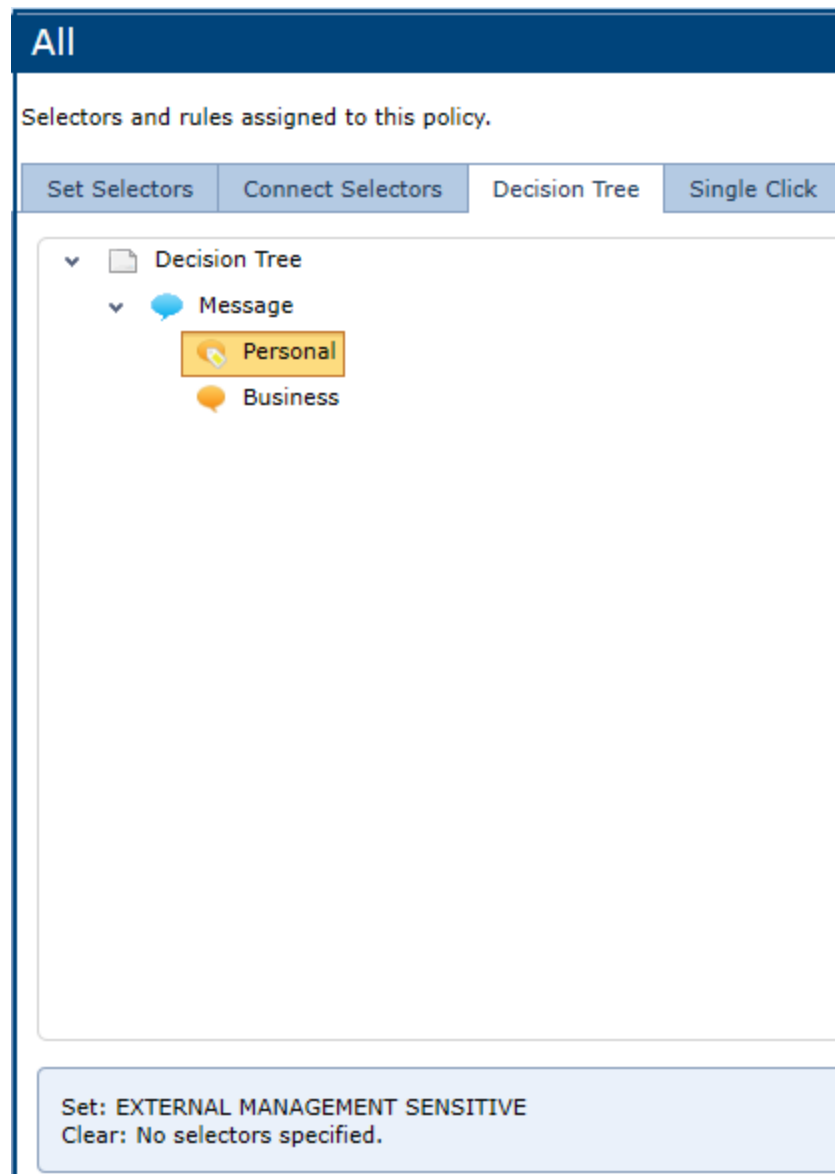 All
Selectors and rules assigned to this policy.
Set Selectors Connect Selectors Decision Tree Single Click
Decision Tree
Message
Personal
Business
Set: EXTERNAL MANAGEMENT SENSITIVE
Clear: No selectors specified.